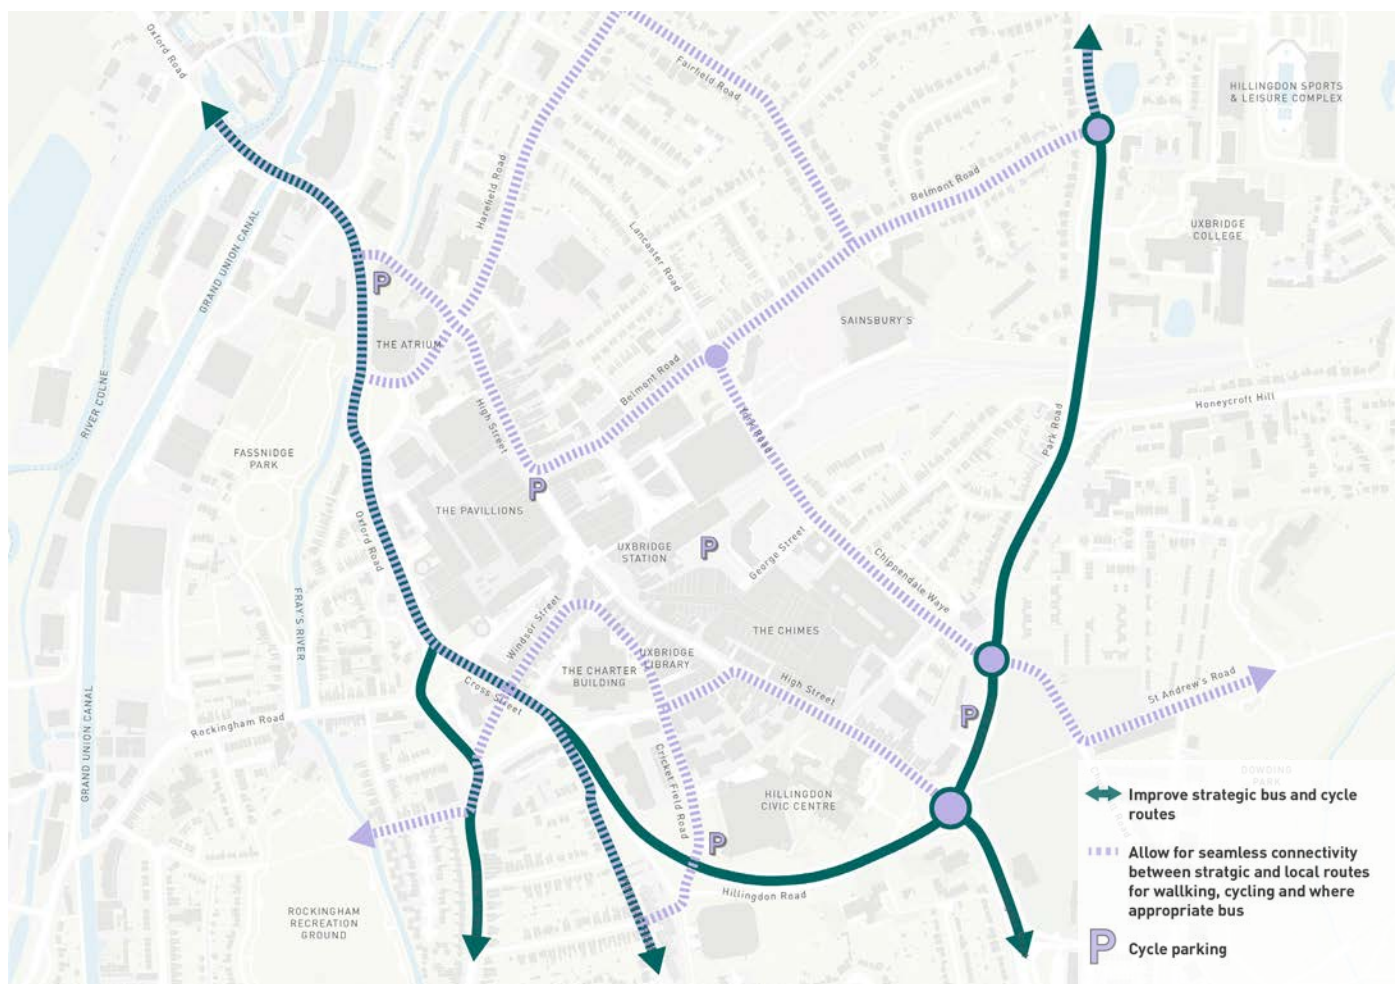 Oxford Road
Fairfield Road
HILLINGDON SPORTS
& LEISURE COMPLEX
Harefield Road
Belmont Road
UXBRIDGE
COLLEGE
GRAND UNION CANAL
Lancaster Road
P
SAINSBURY'S
THE ATRIUM
RIVER COLNE
Belmont Road
Honeycroft Hill
High Street
Park Road
FASSNIDGE
PARK
P
THE PAVILLIONS
Oxford Road
UXBRIDGE
STATION
P
George Street
Chippendale Waye
FRAY'S RIVER
Windsor Street
THE CHIMES
UXBRIDGE
LIBRARY
THE CHARTER
BUILDING
Cross Street
High Street
St Andrew's Road
GRAND UNION CANAL
Rockingham Road
P
Cricket Field Road
HILLINGDON
CIVIC CENTRE
DOWDING
PARK
P
Hillingdon Road
ROCKINGHAM
RECREATION
GROUND
Improve strategic bus and cycle
routes
Allow for seamless connectivity
between stratgic and local routes
for wallking, cycling and where
appropriate bus
P Cycle parking